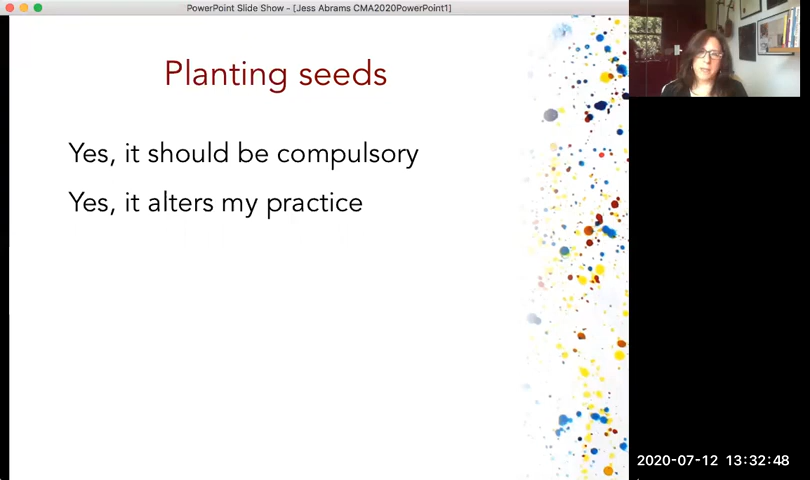 PowerPoint Slide Show - [Jess Abrams CMA2020PowerPoint1]
Planting seeds
Yes, it should be compulsory
Yes, it alters my practice
2020-07-12 13:32:48